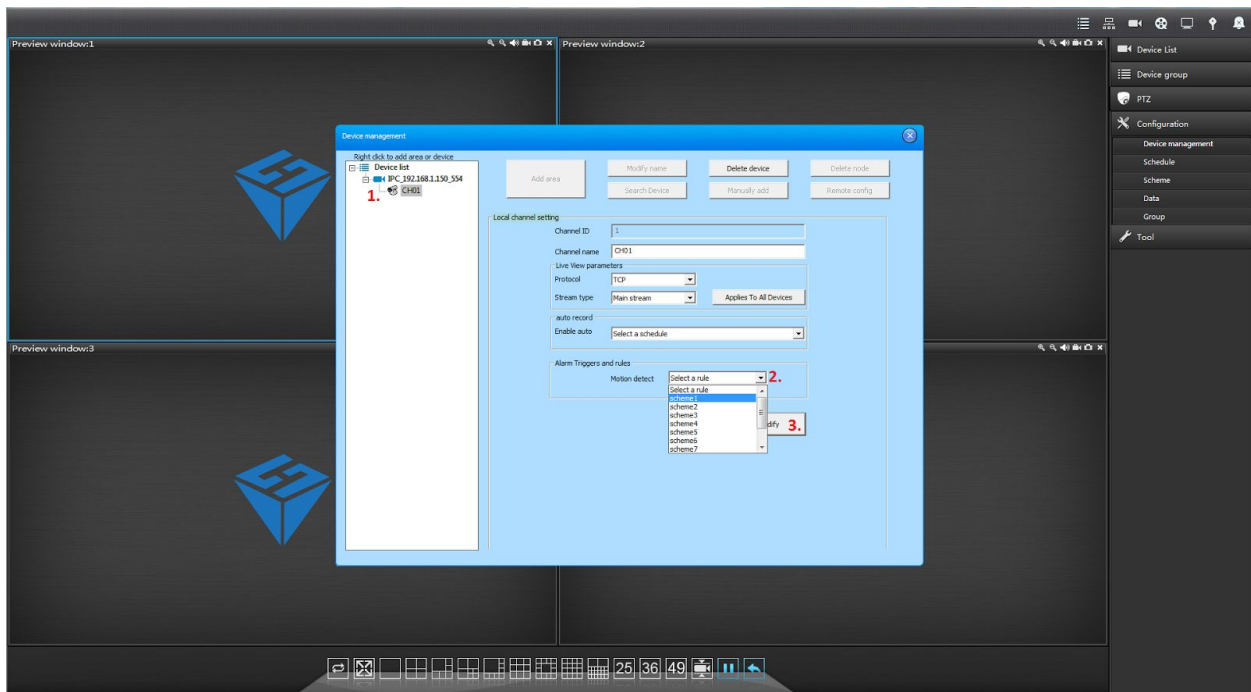 Preview window:1
Preview window:2
Device List
Device group
PTZ
Configuration
Device management
Schedule
Scheme
Data
Group
Tool
Device management
Right click to add area or device
Device list
IPC_192.168.1.150_554
1.
CH01
Add area
Modify name
Delete device
Delete node
Search Device
Manually add
Remote config
Local channel setting
Channel ID 1
Channel name CH01
Live View parameters
Protocol TCP
Stream type Main stream
Applies To All Devices
auto record
Enable auto Select a schedule
Alarm Triggers and rules
Motion detect Select a rule 2.
Select a rule
scheme1
scheme2
scheme3
scheme4
scheme5
scheme6
scheme7
dify 3.
Preview window:3
25 36 49